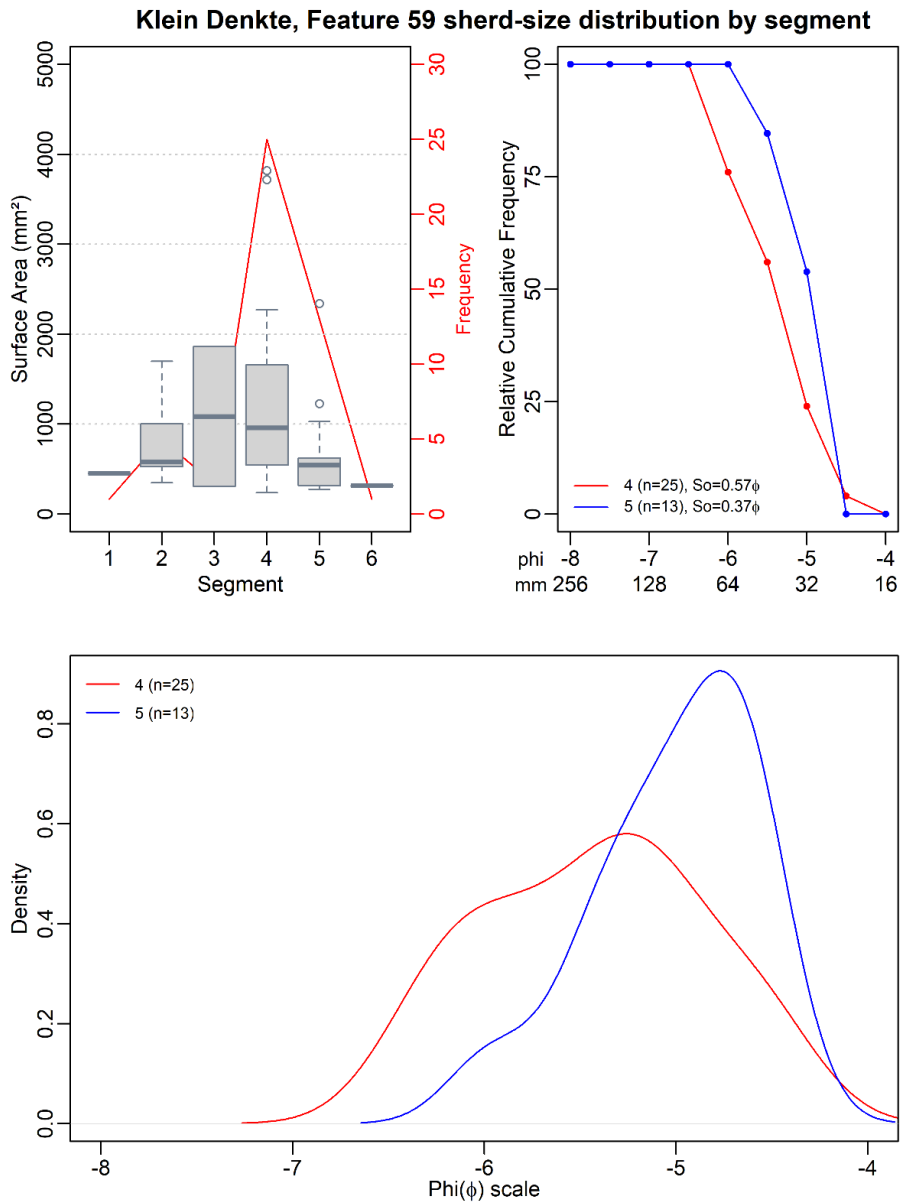 Klein Denkte, Feature 59 sherd-size distribution by segment
Surface Area (mm²)
0 1000 2000 3000 4000 5000
Frequency
0 5 10 15 20 25 30
1 2 3 4 5 6
Segment
Relative Cumulative Frequency
0 25 50 75 100
4 (n=25), So=0.57ϕ
5 (n=13), So=0.37ϕ
phi -8 -7 -6 -5 -4
mm 256 128 64 32 16
4 (n=25)
5 (n=13)
Density
0.0 0.2 0.4 0.6 0.8
-8 -7 -6 -5 -4
Phi(ϕ) scale